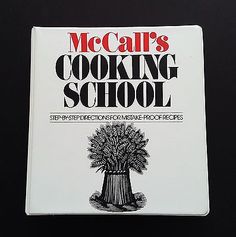 McCall's
COOKING
SCHOOL
STEP-BY-STEP DIRECTIONS FOR MISTAKE-PROOF RECIPES